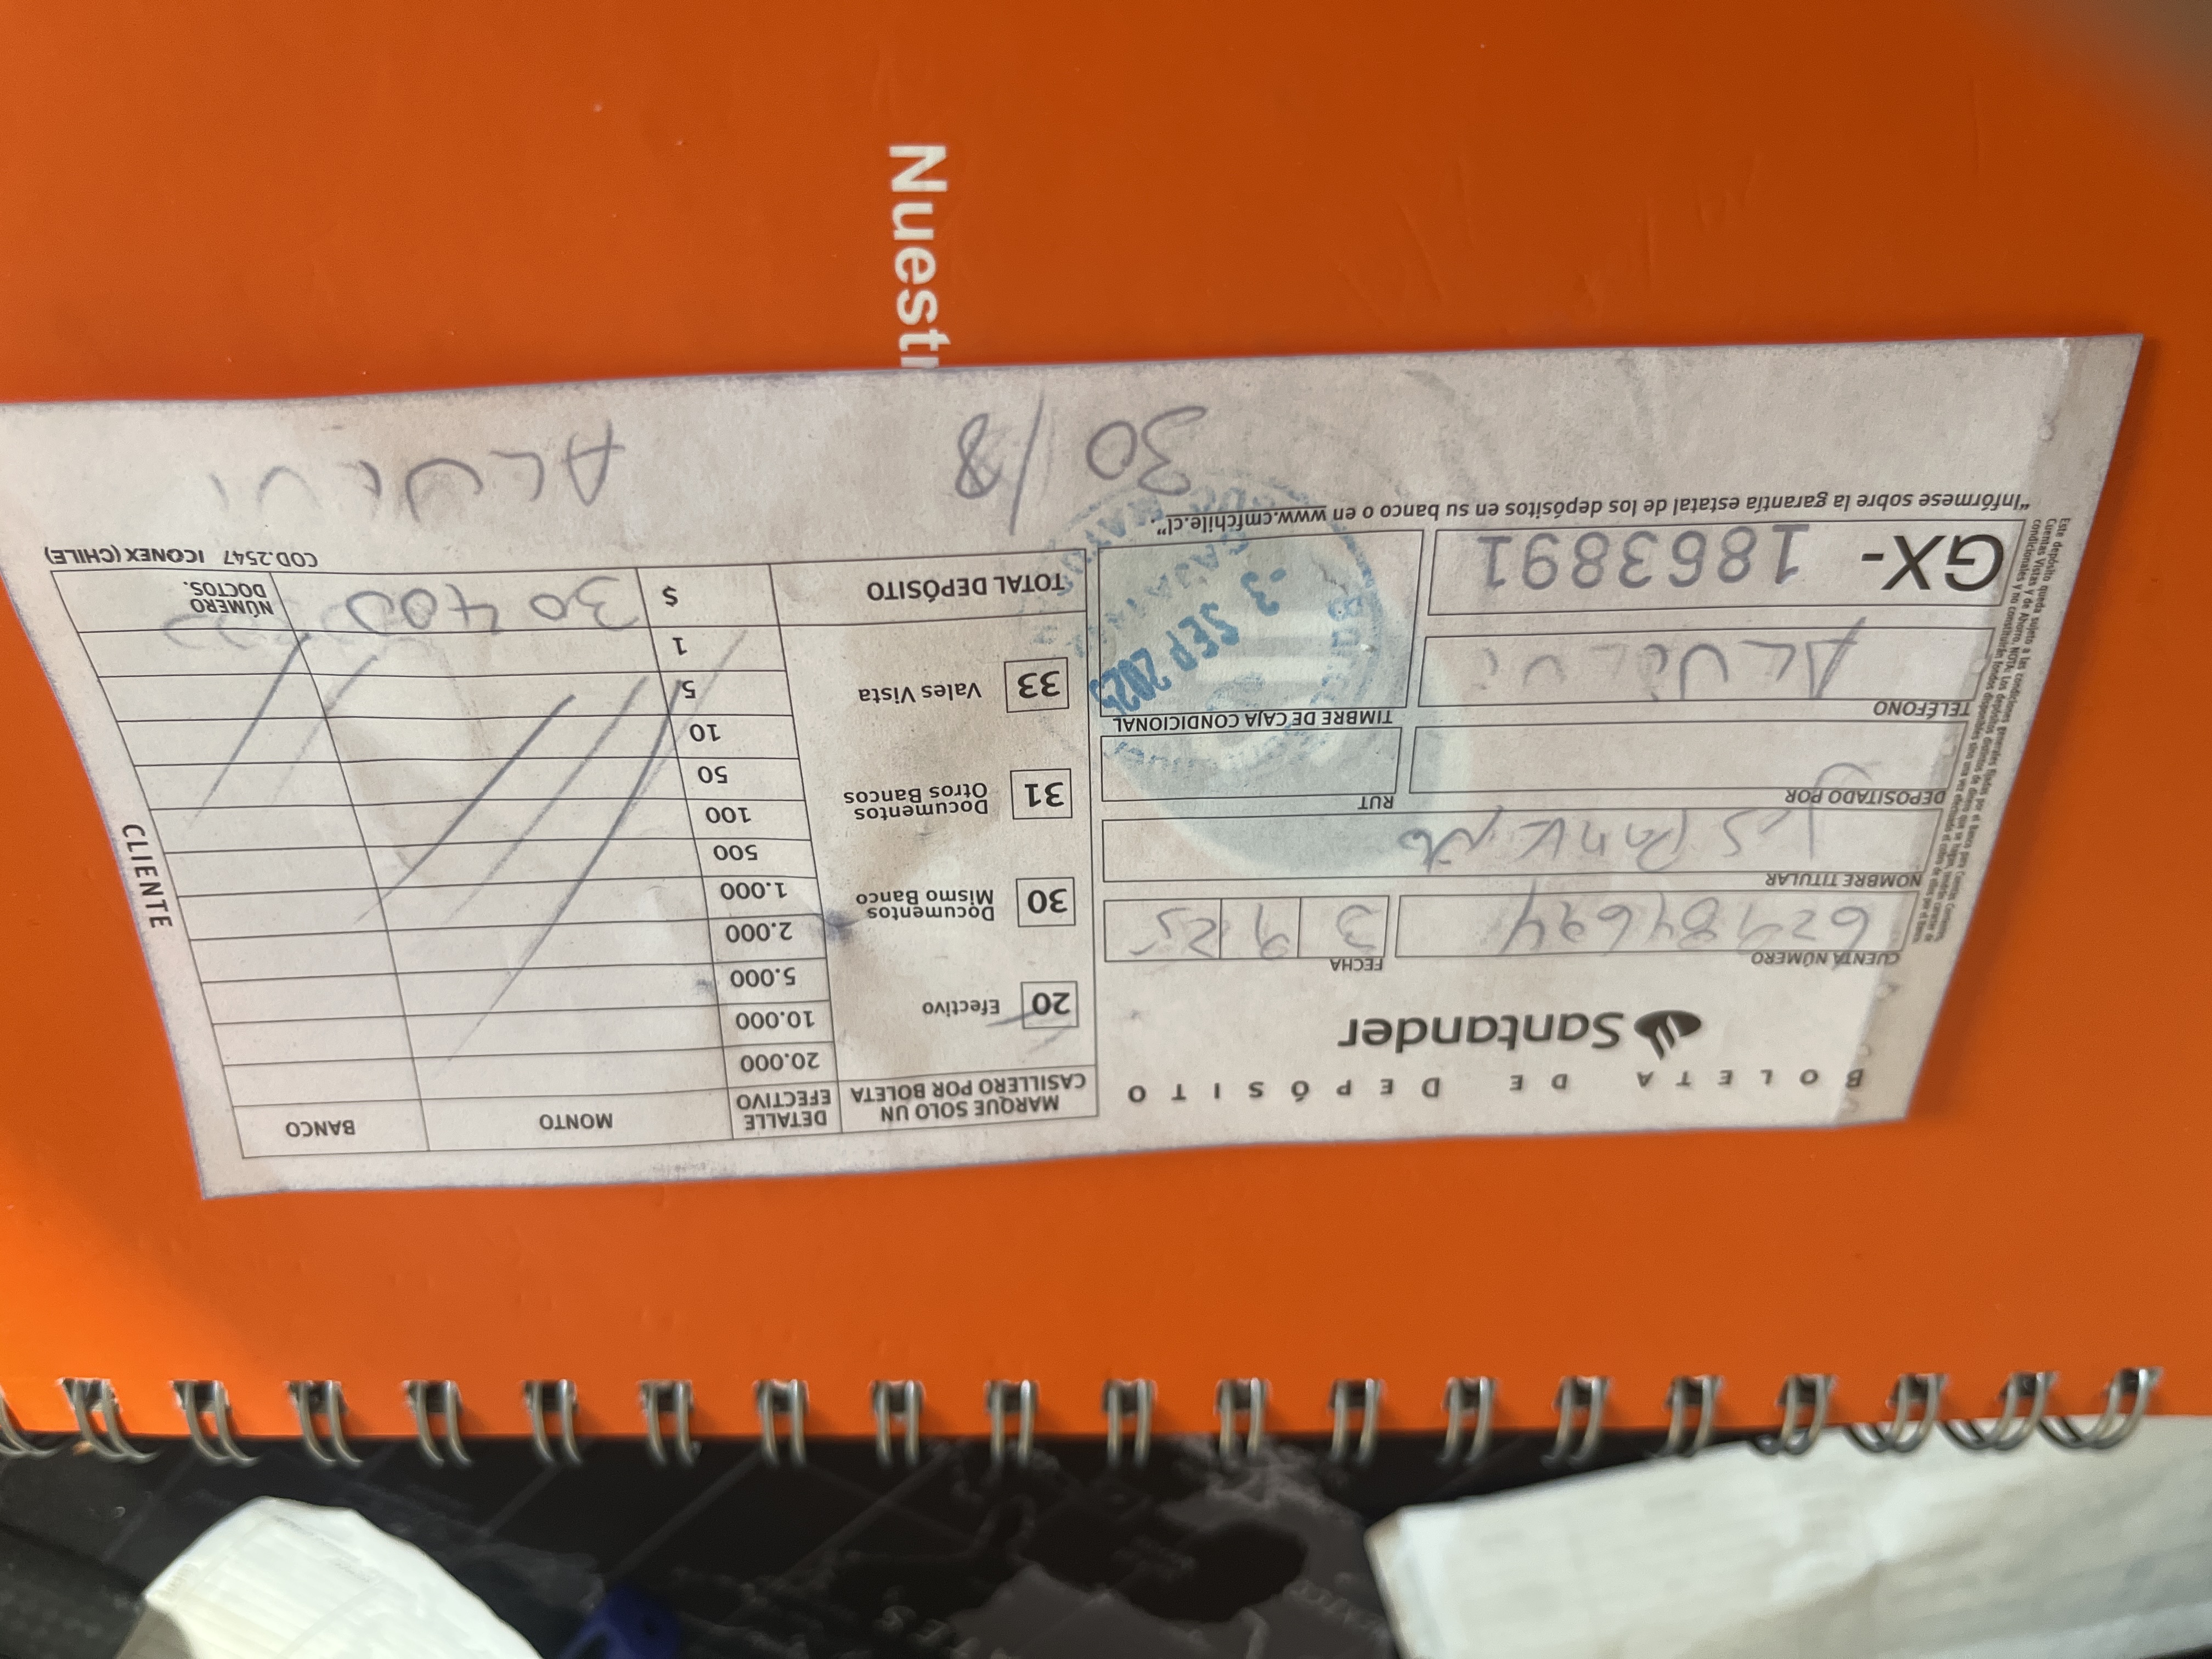 Nuestr
BOLETA DE DEPÓSITO
Santander
CUENTA NÚMERO
FECHA
3 9 25
NOMBRE TITULAR
DEPOSITADO POR
RUT
TELÉFONO
TIMBRE DE CAJA CONDICIONAL
- 3 SEP 2025
GX- 1863891
"Infórmese sobre la garantía estatal de los depósitos en su banco o en www.cmfchile.cl".
MARQUE SOLO UN
CASILLERO POR BOLETA
20 Efectivo
30 Documentos
Mismo Banco
31 Documentos
Otros Bancos
33 Vales Vista
TOTAL DEPÓSITO
DETALLE
EFECTIVO
MONTO
BANCO
20.000
10.000
5.000
2.000
1.000
500
100
50
10
5
1
$ 30 400
NÚMERO
DOCTOS.
CLIENTE
COD.2547 ICONEX (CHILE)
30/8